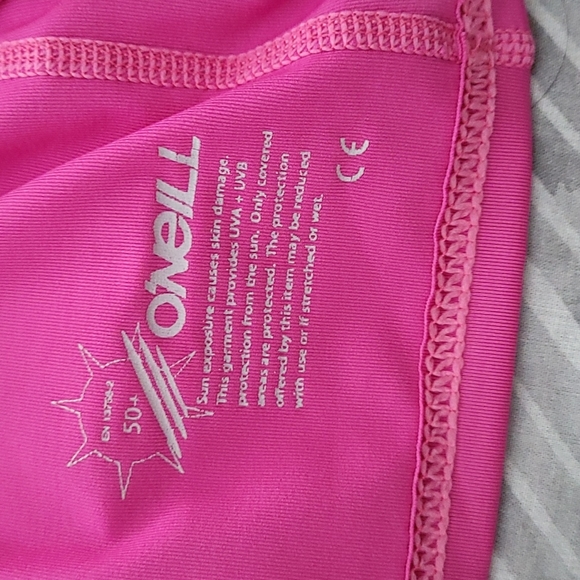 O'NEILL
Sun exposure causes skin damage.
This garment provides UVA + UVB
protection from the sun. Only covered
areas are protected. The protection
offered by this item may be reduced
with use or if stretched or wet.
CE
EN 13758-2
50+